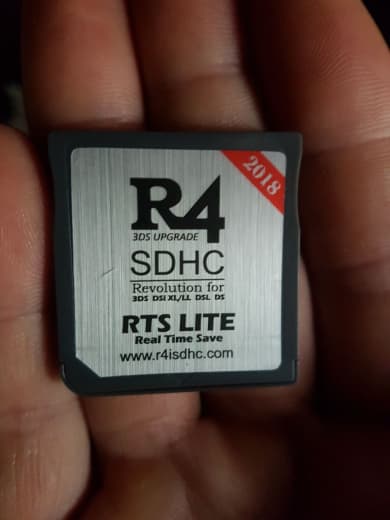 2018
R4
3DS UPGRADE
SDHC
Revolution for
3DS DSi XL/LL DSL DS
RTS LITE
Real Time Save
www.r4isdhc.com